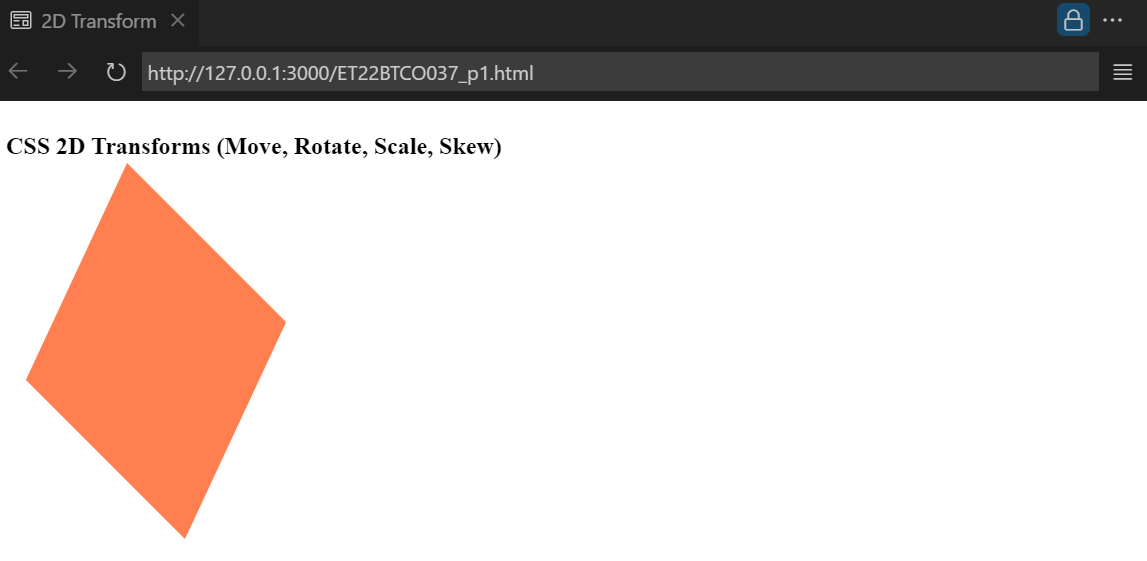 2D Transform
http://127.0.0.1:3000/ET22BTCO037_p1.html
CSS 2D Transforms (Move, Rotate, Scale, Skew)